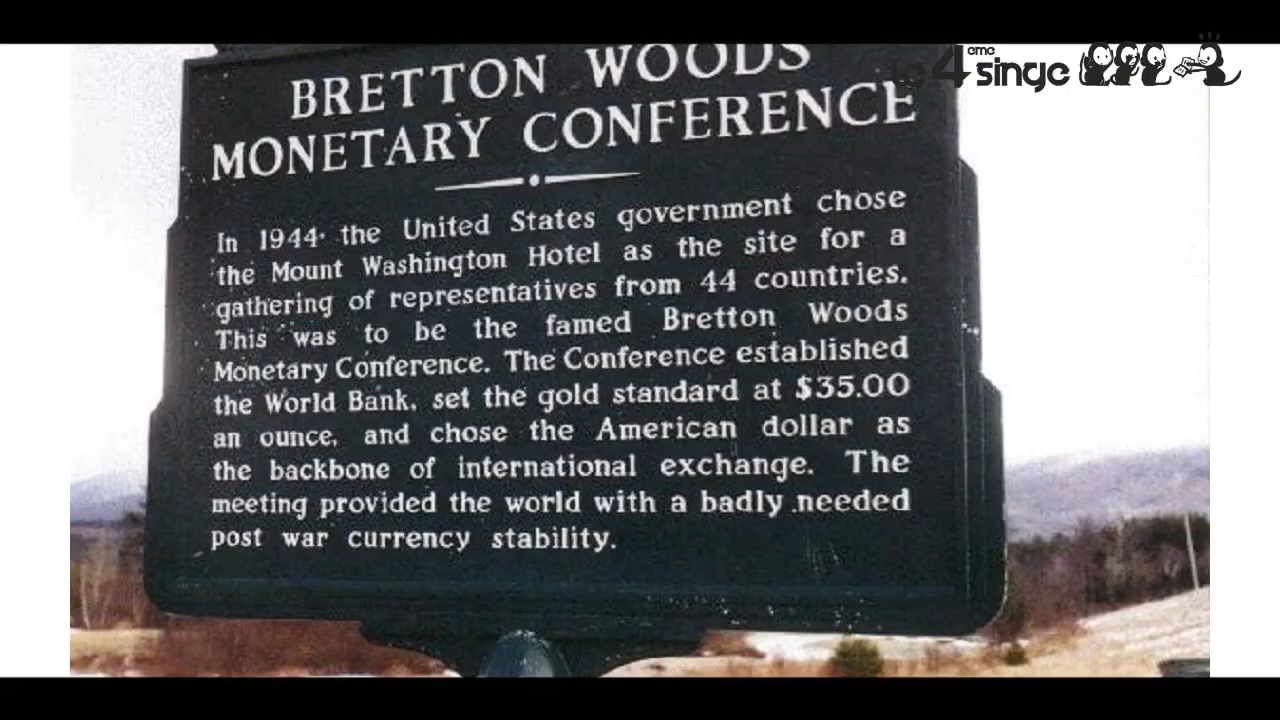 BRETTON WOODS
MONETARY CONFERENCE
In 1944 the United States government chose
the Mount Washington Hotel as the site for a
gathering of representatives from 44 countries.
This was to be the famed Bretton Woods
Monetary Conference. The Conference established
the World Bank, set the gold standard at $35.00
an ounce, and chose the American dollar as
the backbone of international exchange. The
meeting provided the world with a badly needed
post war currency stability.
le 4eme singe